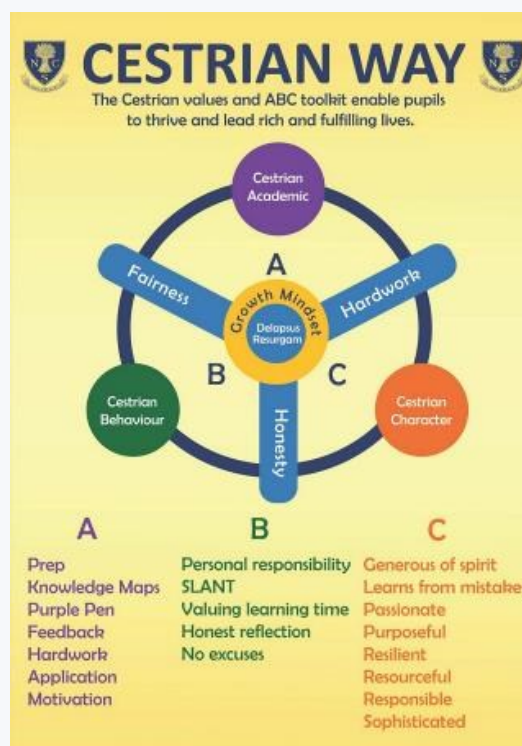 N C
S
CESTRIAN WAY
N C
S
The Cestrian values and ABC toolkit enable pupils
to thrive and lead rich and fulfilling lives.
Cestrian
Academic
A
Fairness
Hardwork
Growth Mindset
Delapsus
Resurgam
B
C
Cestrian
Behaviour
Cestrian
Character
Honesty
A
Prep
Knowledge Maps
Purple Pen
Feedback
Hardwork
Application
Motivation
B
Personal responsibility
SLANT
Valuing learning time
Honest reflection
No excuses
C
Generous of spirit
Learns from mistake
Passionate
Purposeful
Resilient
Resourceful
Responsible
Sophisticated